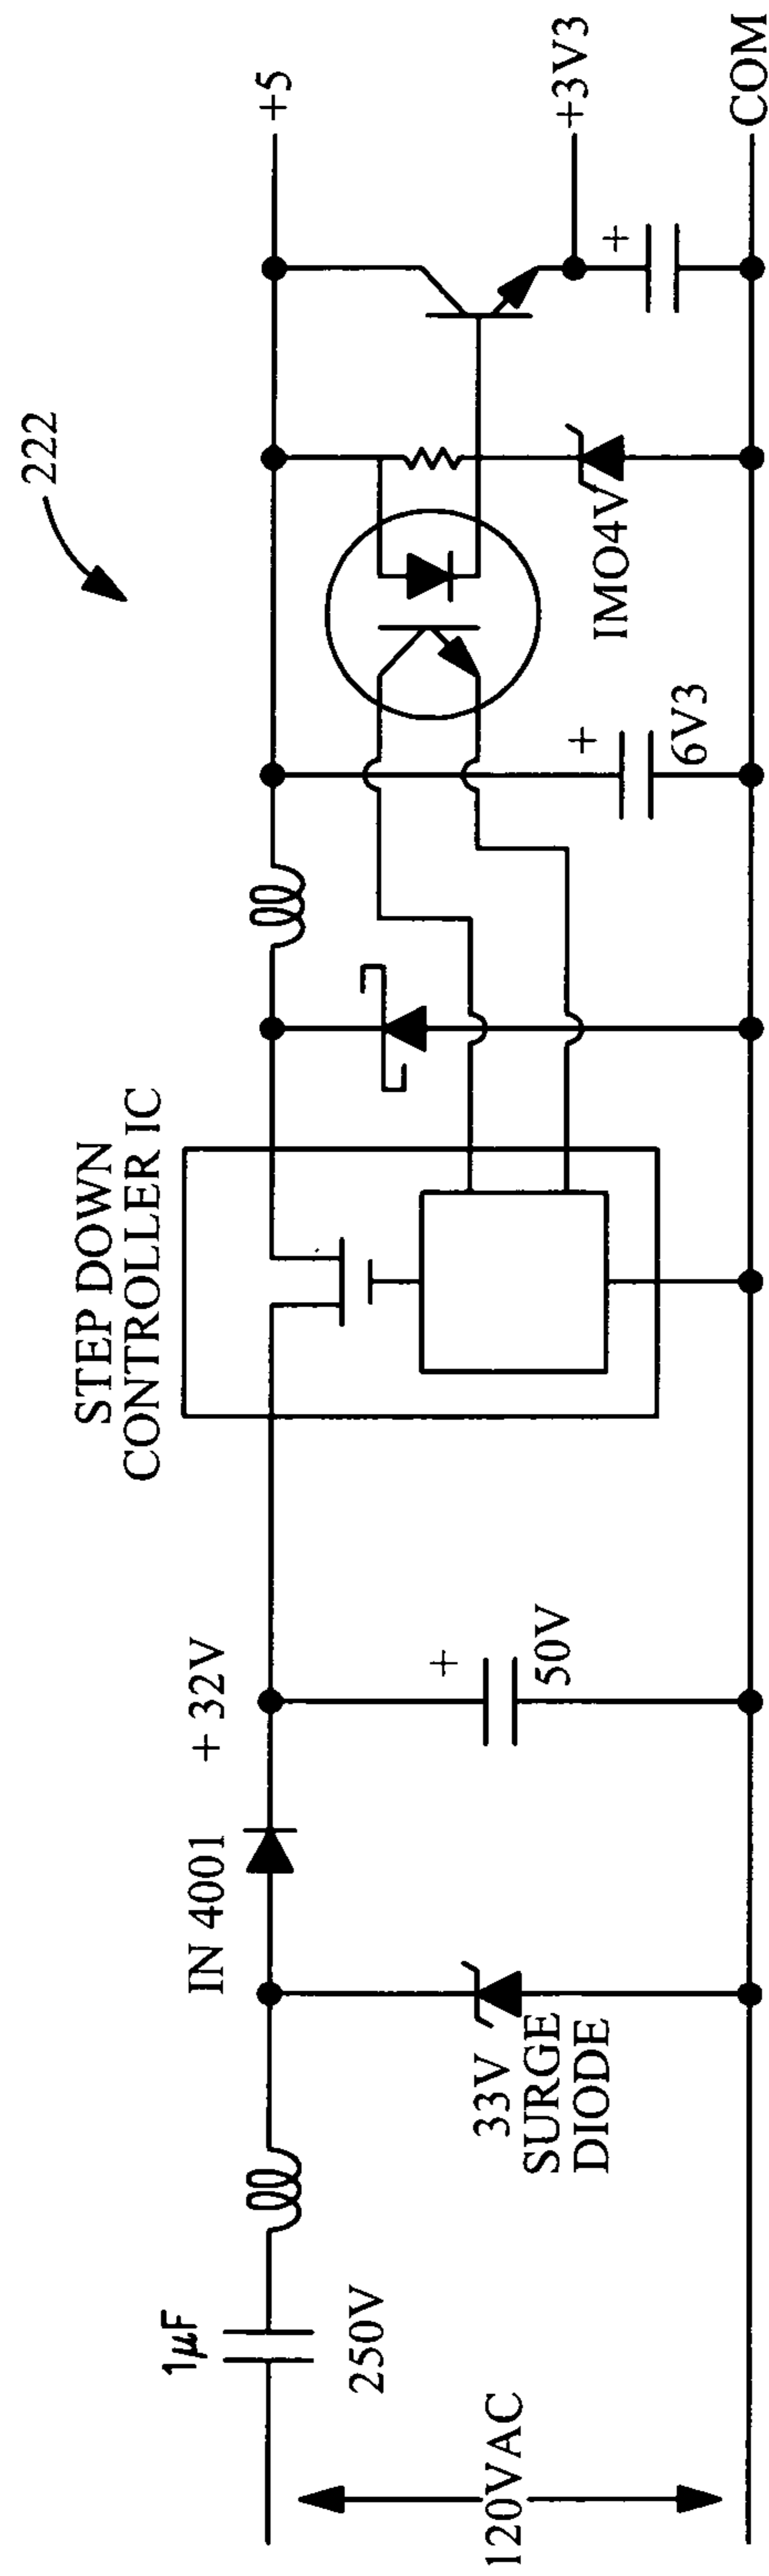 222
1µF
250V
120VAC
33V
SURGE
DIODE
IN 4001
+ 32V
+
50V
STEP DOWN
CONTROLLER IC
+
6V3
IMO4V
+
+5
+3V3
COM